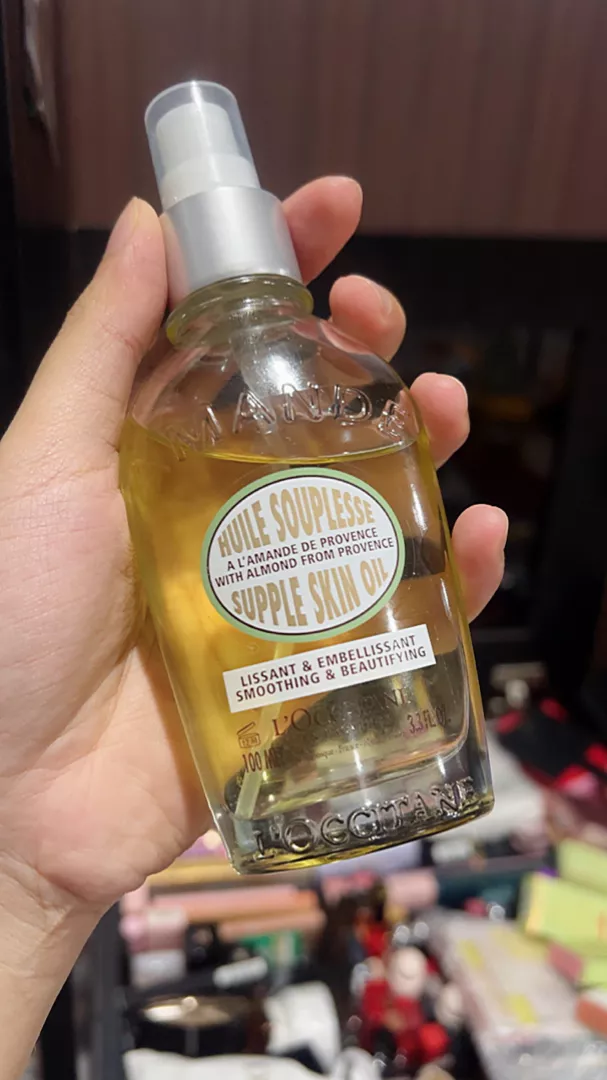 MANDE
HUILE SOUPLESSE
A L'AMANDE DE PROVENCE
WITH ALMOND FROM PROVENCE
SUPPLE SKIN OIL
LISSANT & EMBELLISSANT
SMOOTHING & BEAUTIFYING
L'OCCITANE
100 3.3 FL.OZ.
L'OCCITANE